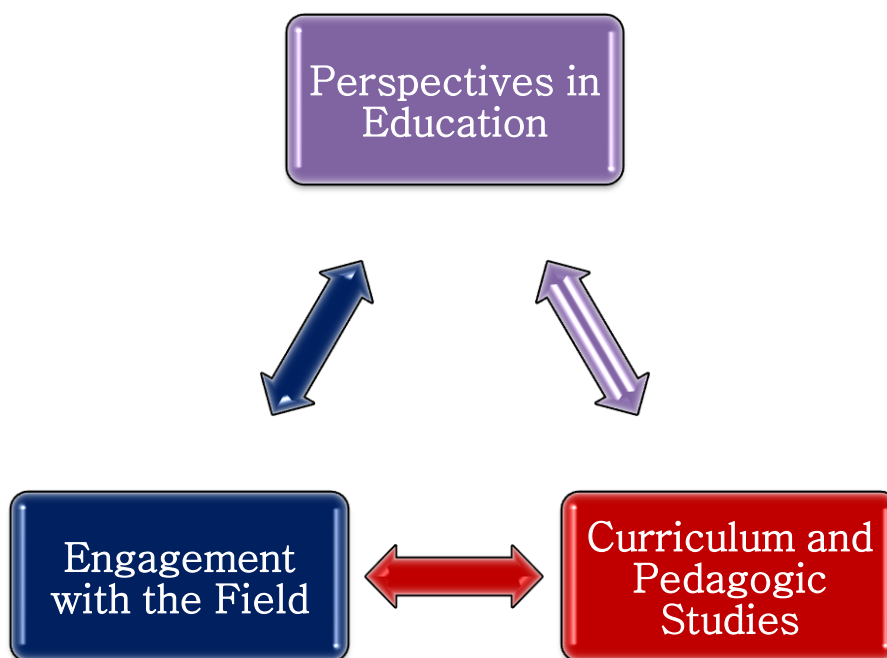 Perspectives in
Education
Engagement
with the Field
Curriculum and
Pedagogic
Studies